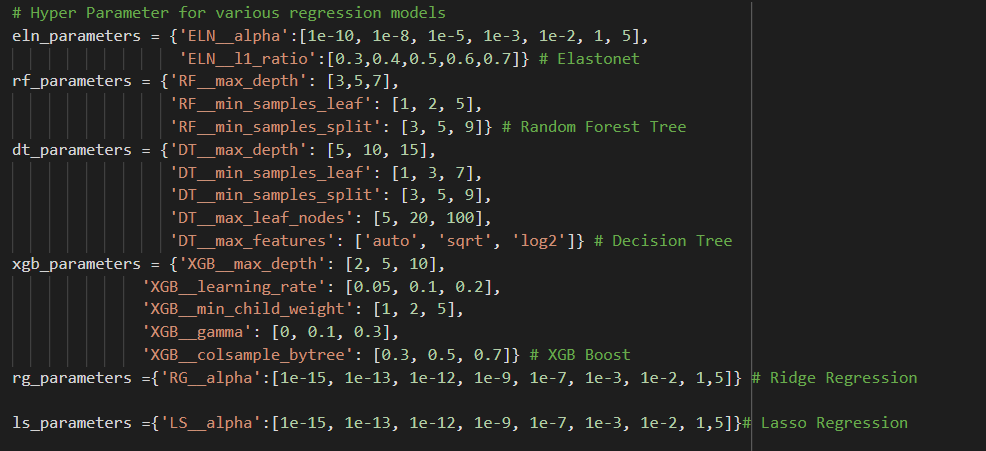 # Hyper Parameter for various regression models
eln_parameters = {'ELN__alpha':[1e-10, 1e-8, 1e-5, 1e-3, 1e-2, 1, 5],
'ELN__l1_ratio':[0.3,0.4,0.5,0.6,0.7]} # Elastonet
rf_parameters = {'RF__max_depth': [3,5,7],
'RF__min_samples_leaf': [1, 2, 5],
'RF__min_samples_split': [3, 5, 9]} # Random Forest Tree
dt_parameters = {'DT__max_depth': [5, 10, 15],
'DT__min_samples_leaf': [1, 3, 7],
'DT__min_samples_split': [3, 5, 9],
'DT__max_leaf_nodes': [5, 20, 100],
'DT__max_features': ['auto', 'sqrt', 'log2']} # Decision Tree
xgb_parameters = {'XGB__max_depth': [2, 5, 10],
'XGB__learning_rate': [0.05, 0.1, 0.2],
'XGB__min_child_weight': [1, 2, 5],
'XGB__gamma': [0, 0.1, 0.3],
'XGB__colsample_bytree': [0.3, 0.5, 0.7]} # XGB Boost
rg_parameters ={'RG__alpha':[1e-15, 1e-13, 1e-12, 1e-9, 1e-7, 1e-3, 1e-2, 1,5]} # Ridge Regression
ls_parameters ={'LS__alpha':[1e-15, 1e-13, 1e-12, 1e-9, 1e-7, 1e-3, 1e-2, 1,5]}# Lasso Regression